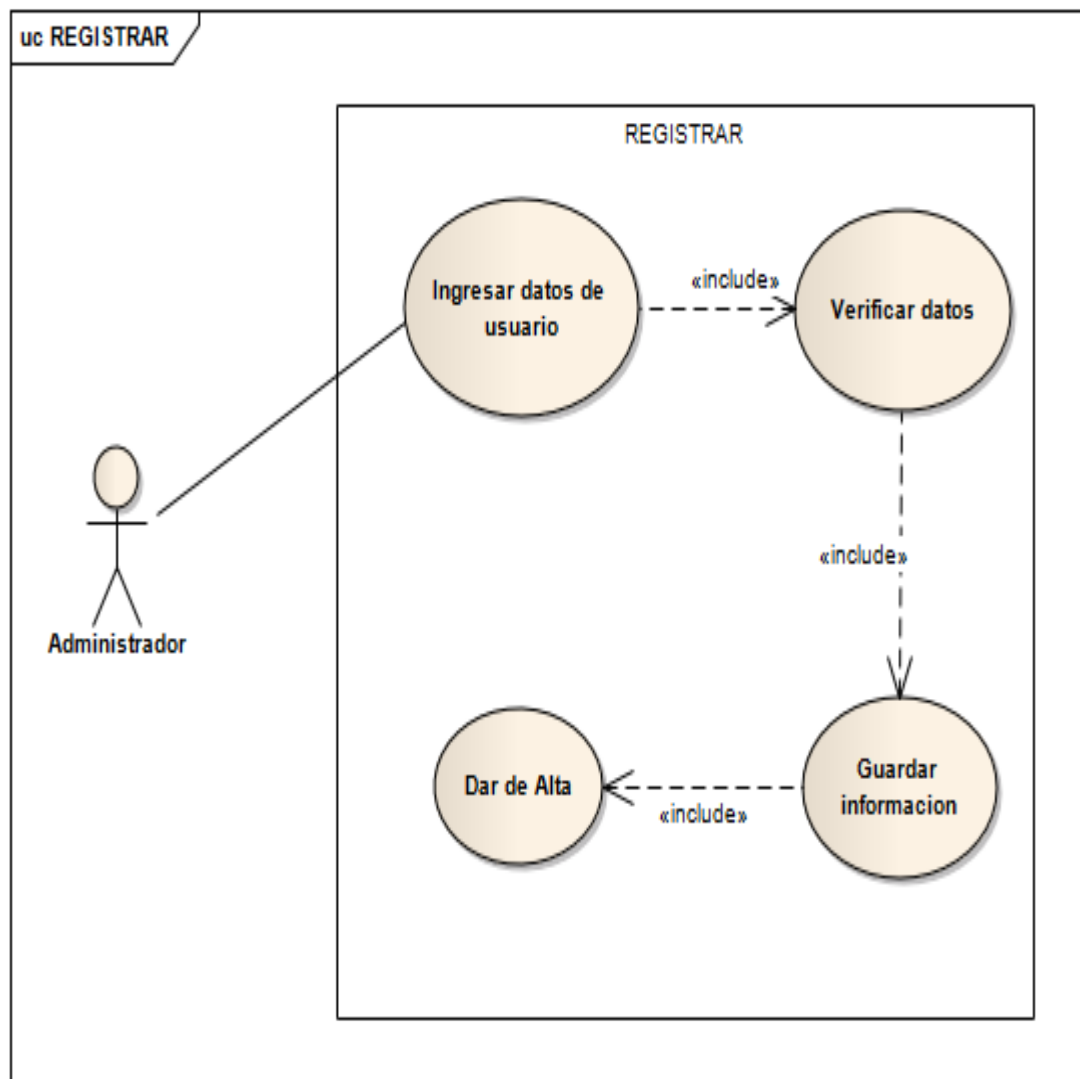 uc REGISTRAR
REGISTRAR
Ingresar datos de
usuario
«include»
Verificar datos
«include»
Administrador
Guardar
informacion
Dar de Alta
«include»